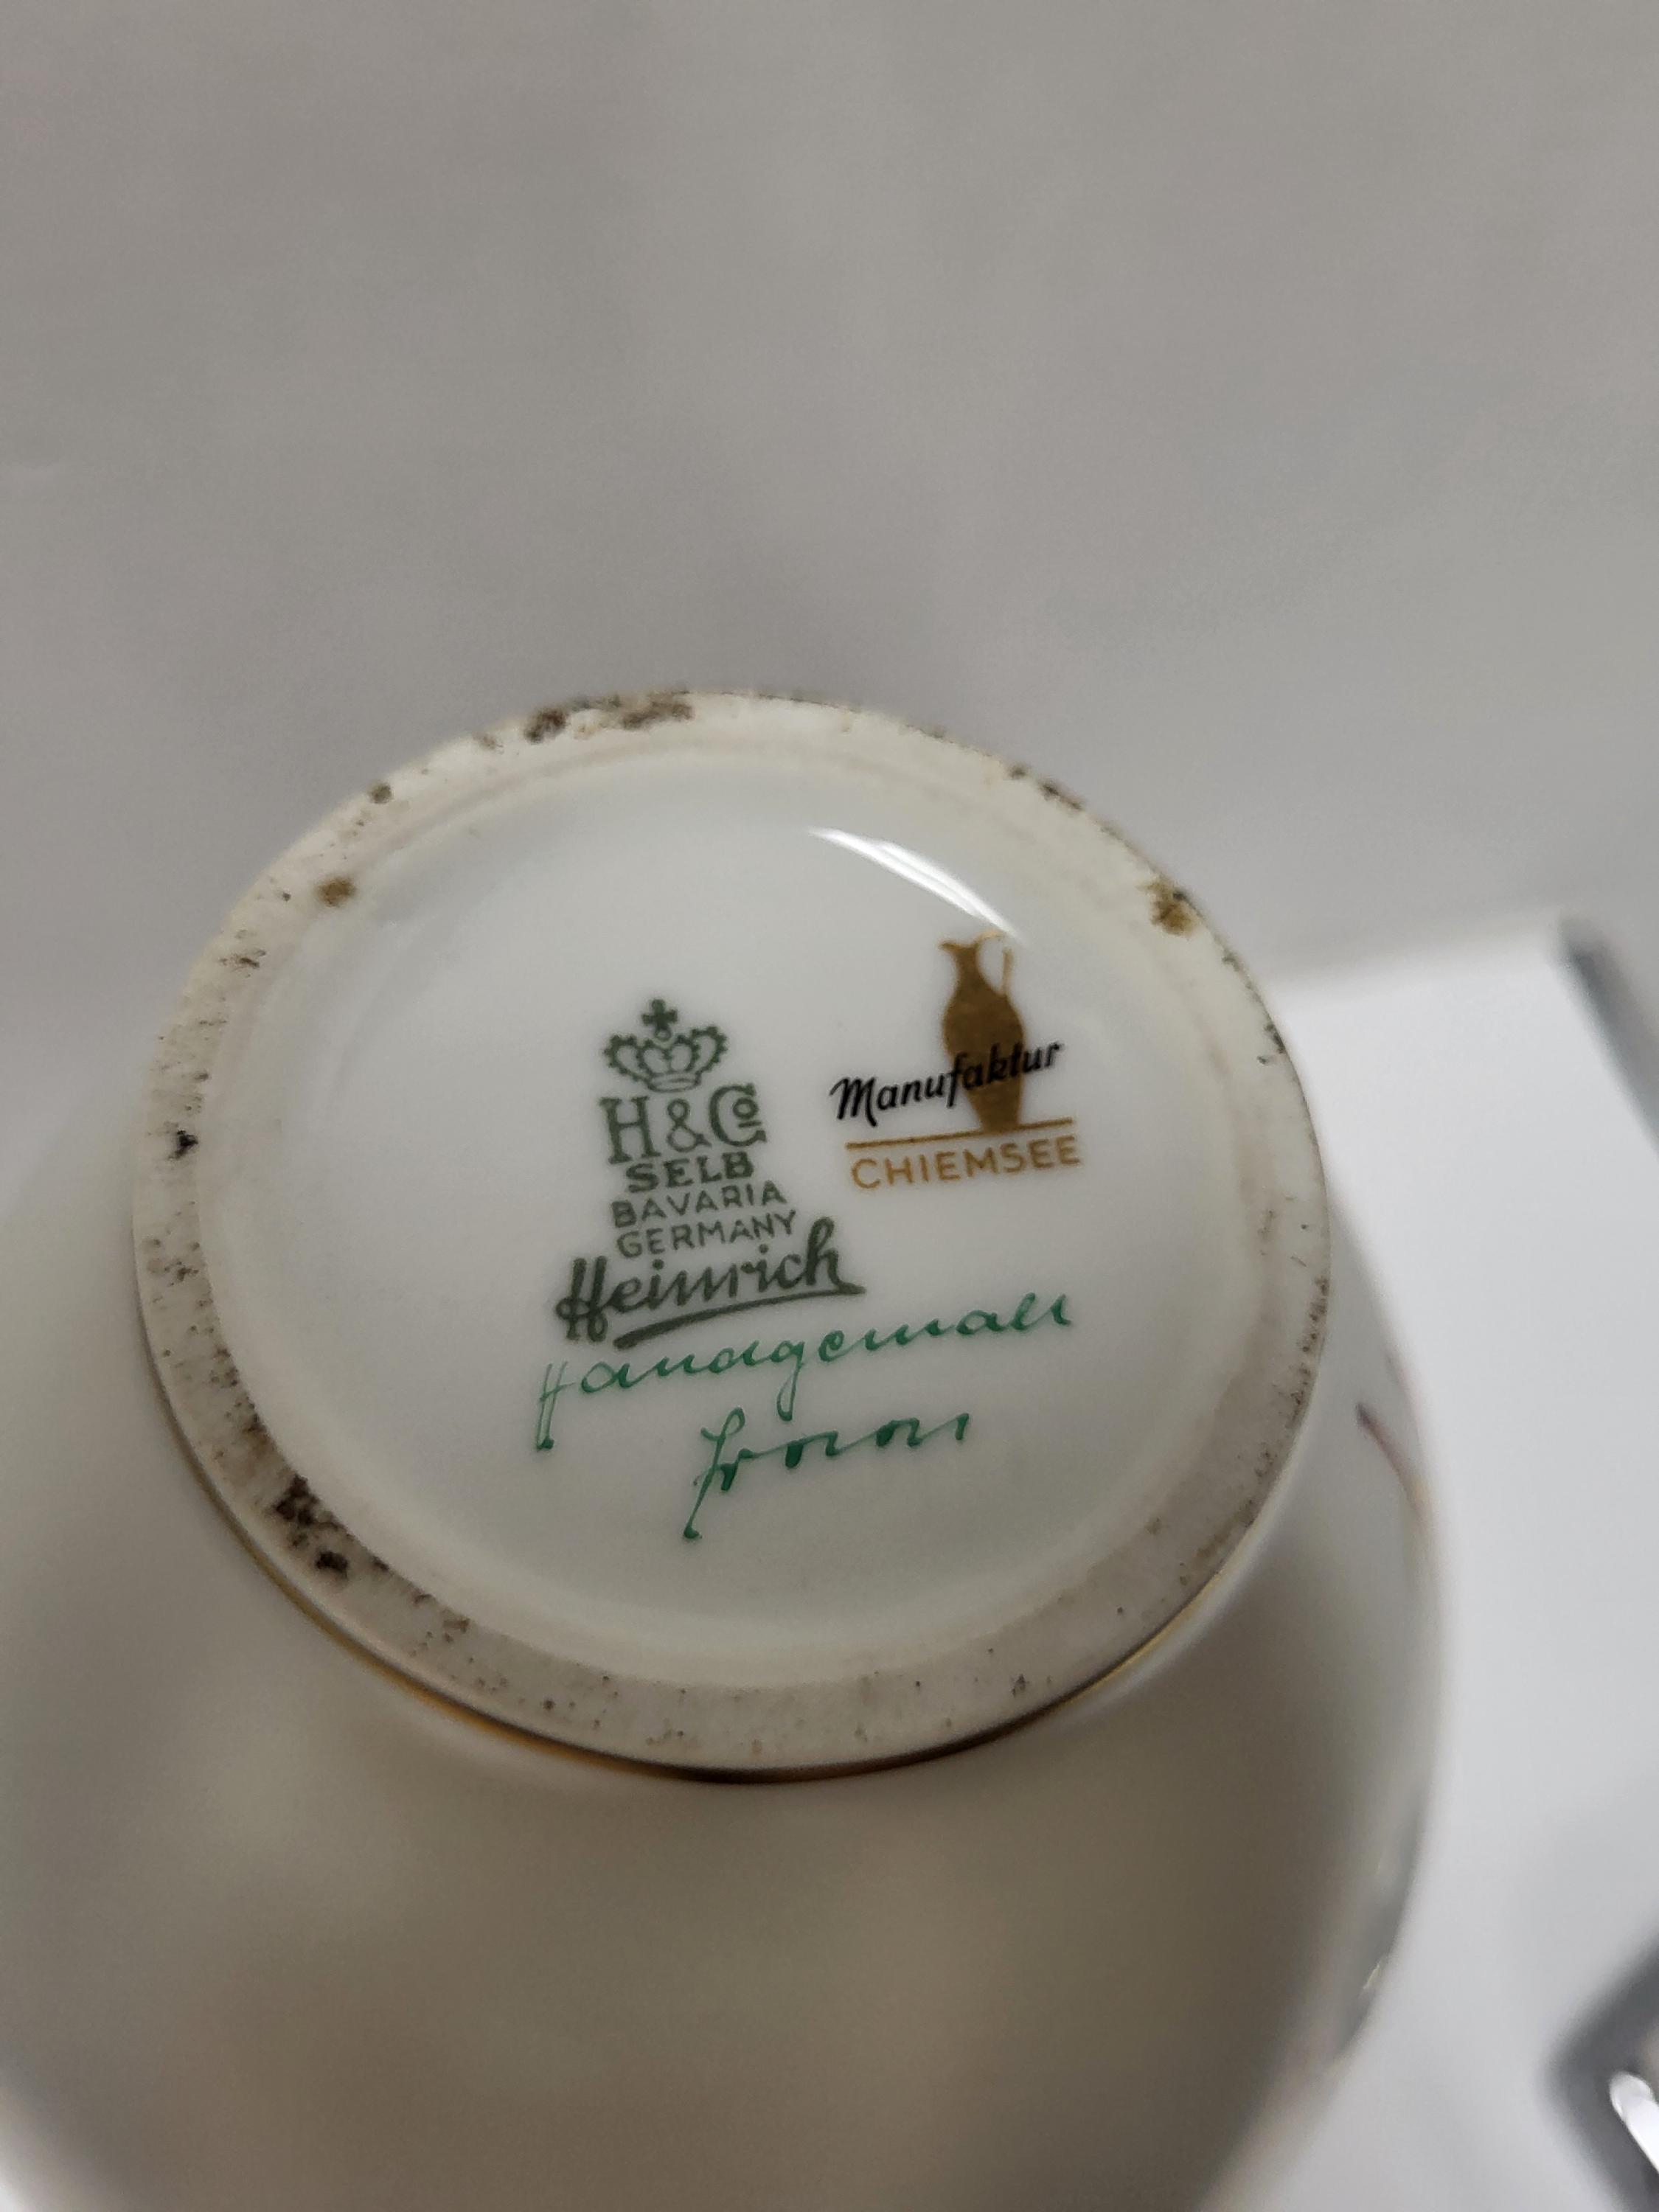 H&Co
SELB
BAVARIA
GERMANY
Heinrich
Manufaktur
CHIEMSEE
Handgemalt